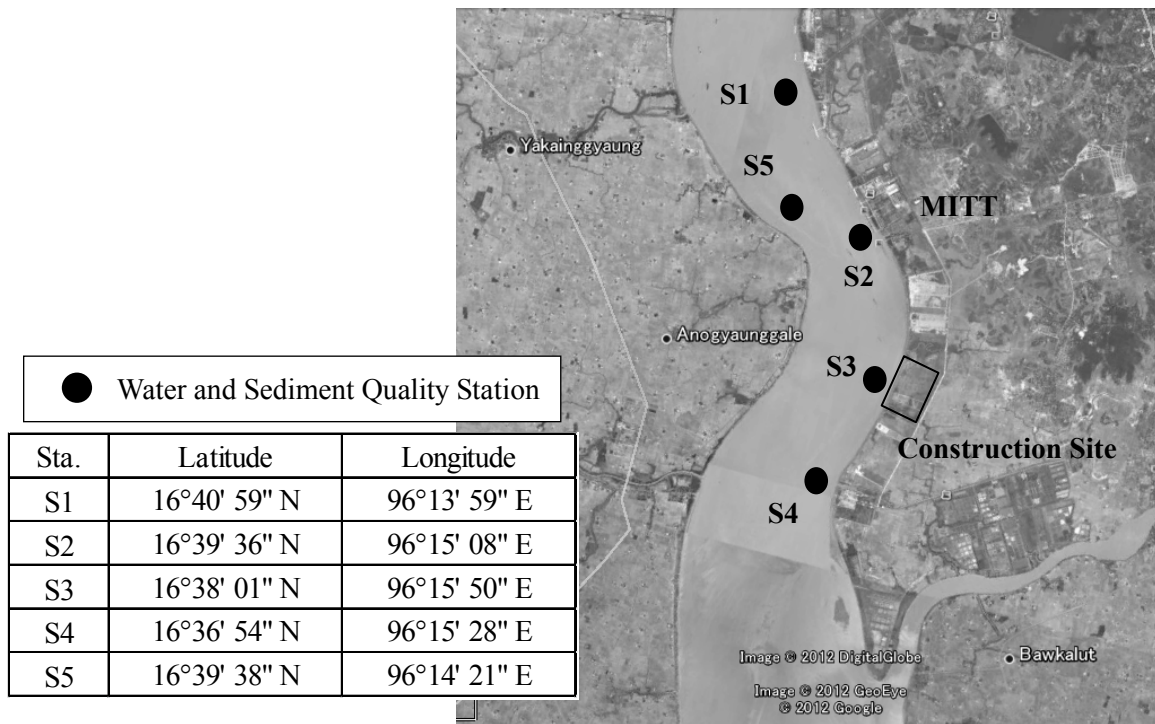 S1
Yakainggyaung
S5
MITT
S2
Anogyaunggale
S3
Water and Sediment Quality Station
Construction Site
S4
Sta. Latitude Longitude
S1 16°40' 59" N 96°13' 59" E
S2 16°39' 36" N 96°15' 08" E
S3 16°38' 01" N 96°15' 50" E
S4 16°36' 54" N 96°15' 28" E
S5 16°39' 38" N 96°14' 21" E
Bawkalut
Image © 2012 DigitalGlobe
Image © 2012 GeoEye
© 2012 Google